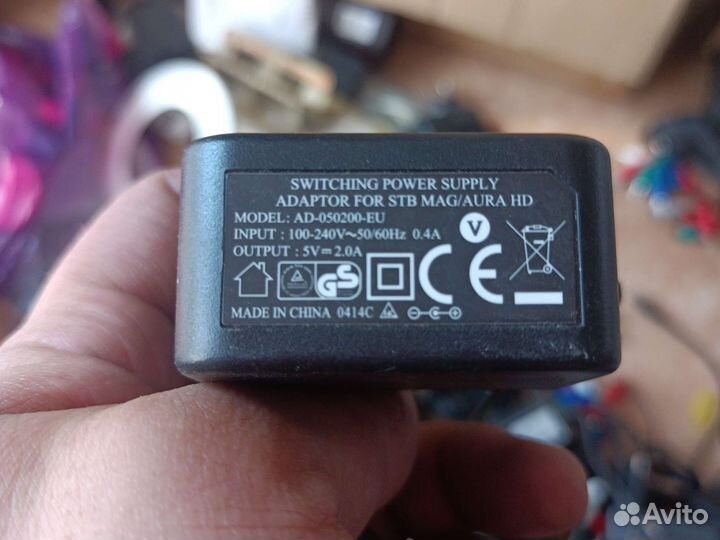 SWITCHING POWER SUPPLY
ADAPTOR FOR STB MAG/AURA HD
MODEL: AD-050200-EU
INPUT : 100-240V~50/60Hz 0.4A
OUTPUT : 5V⎓2.0A
V
GS
CE
MADE IN CHINA 0414C
Avito